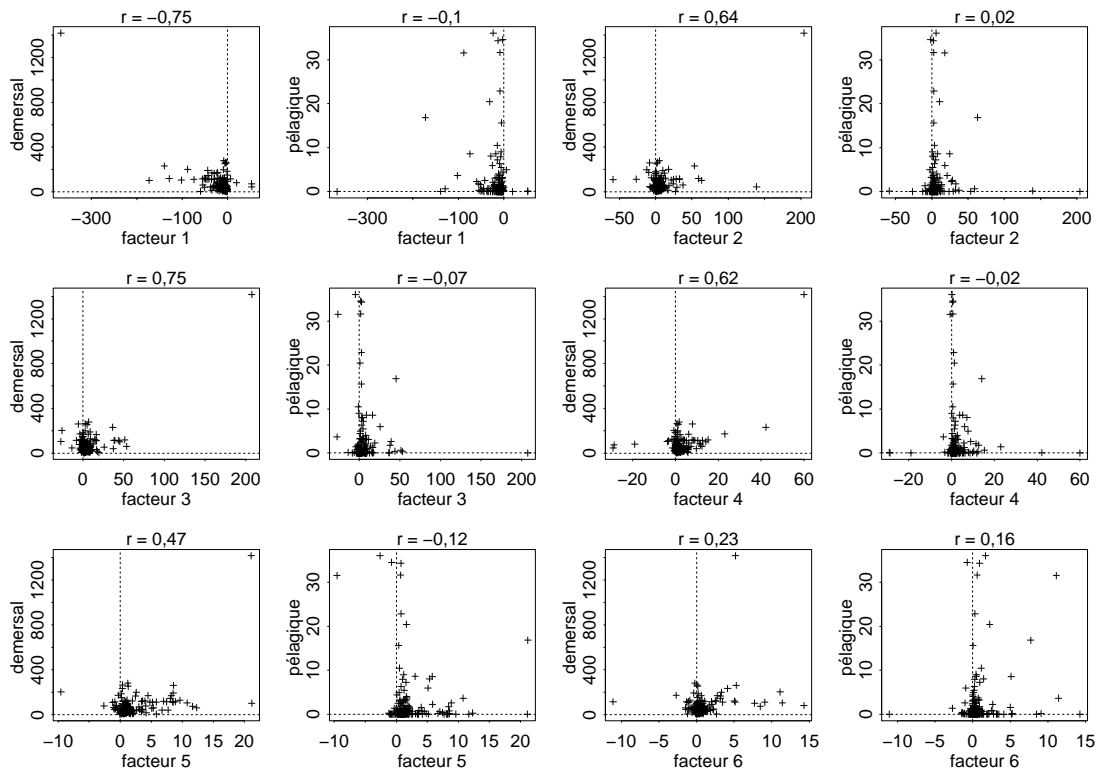 r = −0,75
r = −0,1
r = 0,64
r = 0,02
demersal
pélagique
demersal
pélagique
0 400 800 1200
0 10 20 30
0 400 800 1200
0 10 20 30
−300 −100 0
−300 −100 0
−50 0 50 100 200
−50 0 50 100 200
facteur 1
facteur 1
facteur 2
facteur 2
r = 0,75
r = −0,07
r = 0,62
r = −0,02
demersal
pélagique
demersal
pélagique
0 400 800 1200
0 10 20 30
0 400 800 1200
0 10 20 30
0 50 100 150 200
0 50 100 150 200
−20 0 20 40 60
−20 0 20 40 60
facteur 3
facteur 3
facteur 4
facteur 4
r = 0,47
r = −0,12
r = 0,23
r = 0,16
demersal
pélagique
demersal
pélagique
0 400 800 1200
0 10 20 30
0 400 800 1200
0 10 20 30
−10 −5 0 5 10 15 20
−10 −5 0 5 10 15 20
−10 −5 0 5 10 15
−10 −5 0 5 10 15
facteur 5
facteur 5
facteur 6
facteur 6